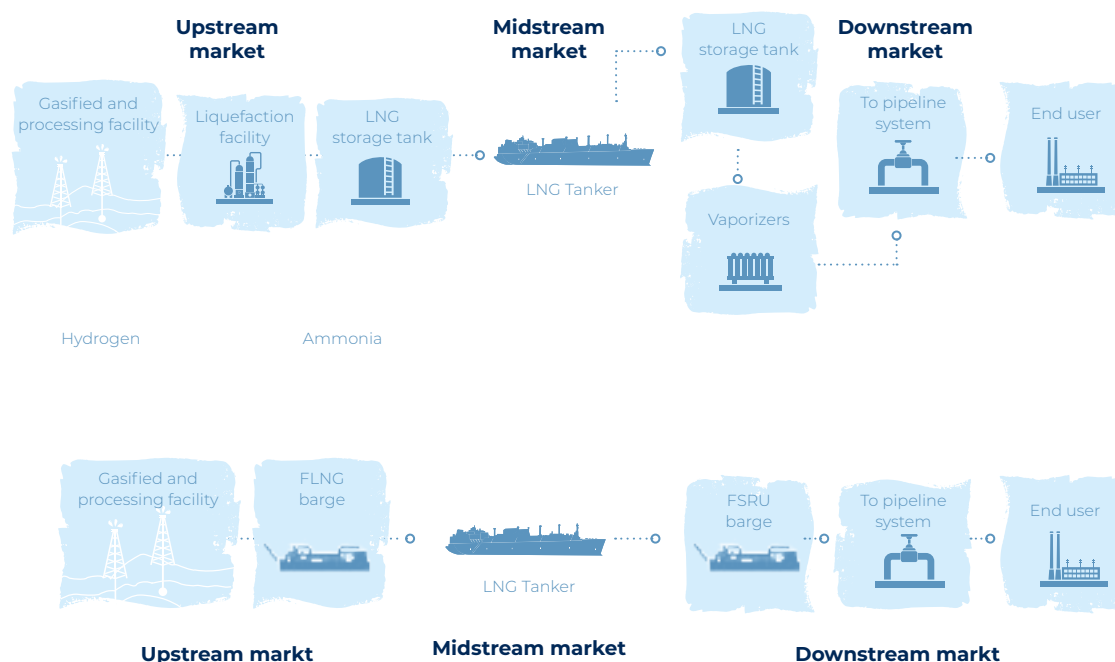 Upstream
market
Midstream
market
LNG
storage tank
Downstream
market
Gasified and
processing facility
Liquefaction
facility
LNG
storage tank
LNG Tanker
To pipeline
system
End user
Vaporizers
Hydrogen
Ammonia
Gasified and
processing facility
FLNG
barge
LNG Tanker
FSRU
barge
To pipeline
system
End user
Upstream markt
Midstream market
Downstream markt